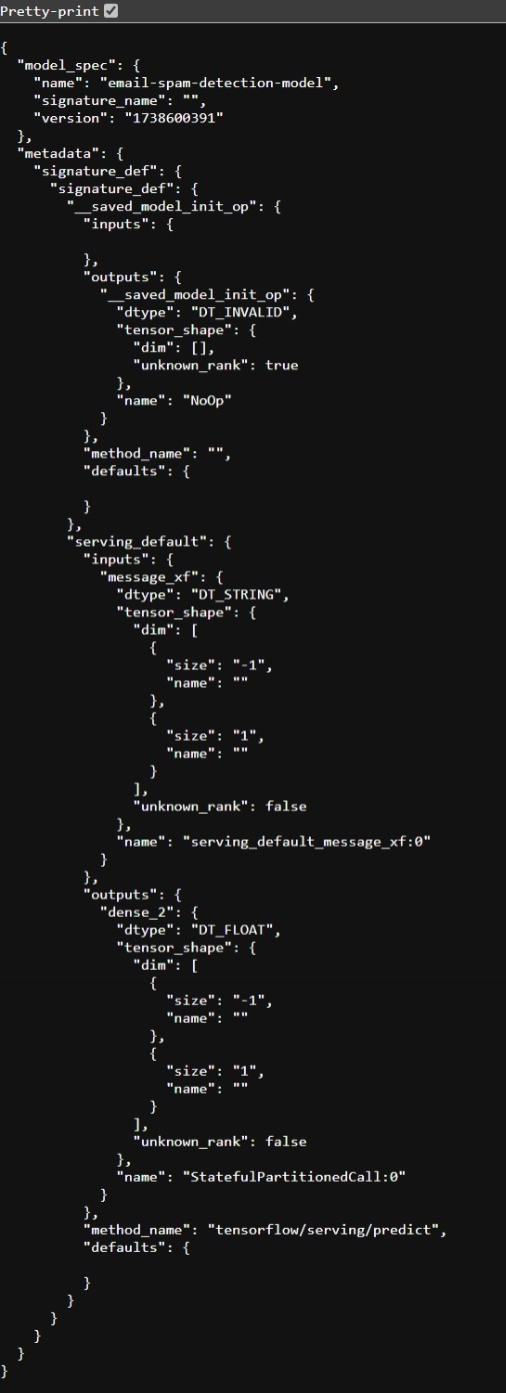 Pretty-print
{
  "model_spec": {
    "name": "email-spam-detection-model",
    "signature_name": "",
    "version": "1738600391"
  },
  "metadata": {
    "signature_def": {
      "signature_def": {
        "__saved_model_init_op": {
          "inputs": {
          },
          "outputs": {
            "__saved_model_init_op": {
              "dtype": "DT_INVALID",
              "tensor_shape": {
                "dim": [],
                "unknown_rank": true
              },
              "name": "NoOp"
            }
          },
          "method_name": "",
          "defaults": {
          }
        },
        "serving_default": {
          "inputs": {
            "message_xf": {
              "dtype": "DT_STRING",
              "tensor_shape": {
                "dim": [
                  {
                    "size": "-1",
                    "name": ""
                  },
                  {
                    "size": "1",
                    "name": ""
                  }
                ],
                "unknown_rank": false
              },
              "name": "serving_default_message_xf:0"
            }
          },
          "outputs": {
            "dense_2": {
              "dtype": "DT_FLOAT",
              "tensor_shape": {
                "dim": [
                  {
                    "size": "-1",
                    "name": ""
                  },
                  {
                    "size": "1",
                    "name": ""
                  }
                ],
                "unknown_rank": false
              },
              "name": "StatefulPartitionedCall:0"
            }
          },
          "method_name": "tensorflow/serving/predict",
          "defaults": {
          }
        }
      }
    }
  }
}